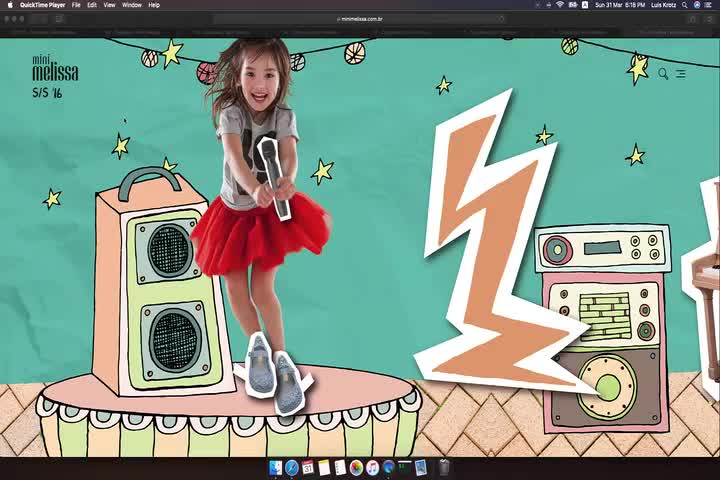 QuickTime Player File Edit View Window Help
Sun 31 Mar 6:18 PM Luis Krotz
minimelissa.com.br
mini
melissa
S/S '16